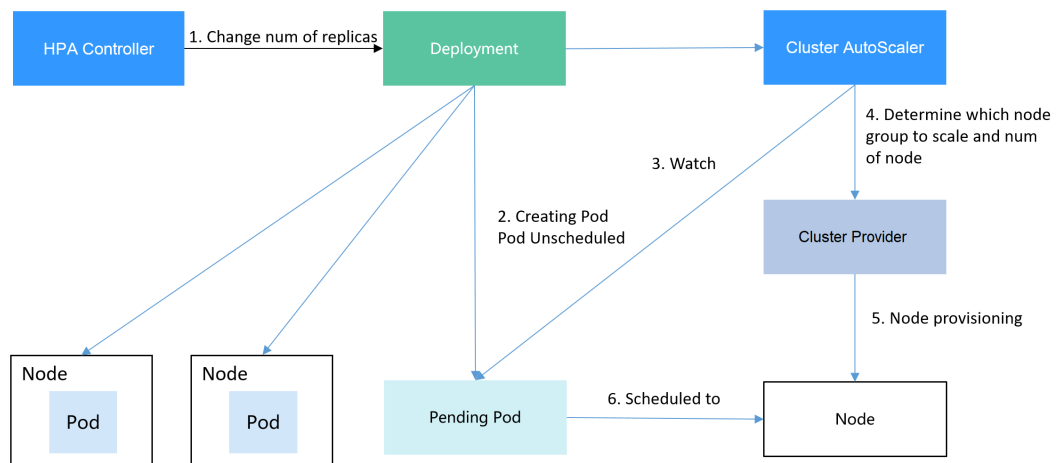 HPA Controller
1. Change num of replicas
Deployment
Cluster AutoScaler
4. Determine which node
group to scale and num
of node
3. Watch
2. Creating Pod
Pod Unscheduled
Cluster Provider
5. Node provisioning
Node
Pod
Node
Pod
Pending Pod
6. Scheduled to
Node